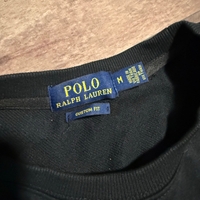 POLO
RALPH LAUREN
M
CUSTOM FIT